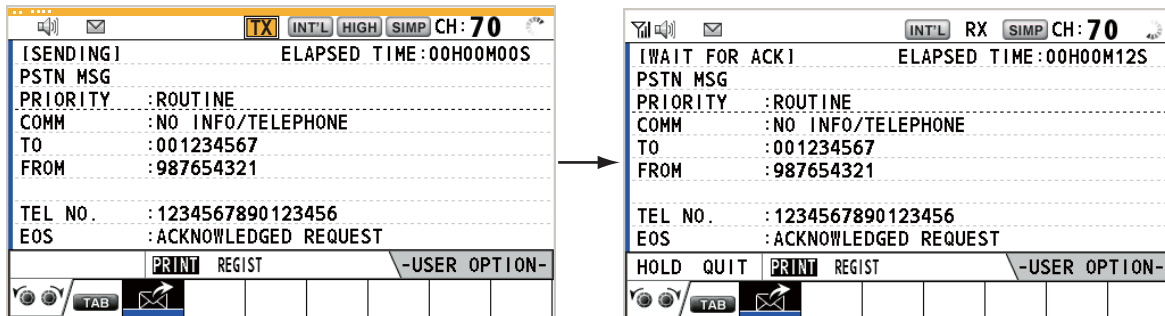 TX INT'L HIGH SIMP CH:70
[SENDING] ELAPSED TIME:00H00M00S
PSTN MSG
PRIORITY :ROUTINE
COMM :NO INFO/TELEPHONE
TO :001234567
FROM :987654321
TEL NO. :1234567890123456
EOS :ACKNOWLEDGED REQUEST
PRINT REGIST -USER OPTION-
TAB
INT'L RX SIMP CH:70
[WAIT FOR ACK] ELAPSED TIME:00H00M12S
PSTN MSG
PRIORITY :ROUTINE
COMM :NO INFO/TELEPHONE
TO :001234567
FROM :987654321
TEL NO. :1234567890123456
EOS :ACKNOWLEDGED REQUEST
HOLD QUIT PRINT REGIST -USER OPTION-
TAB